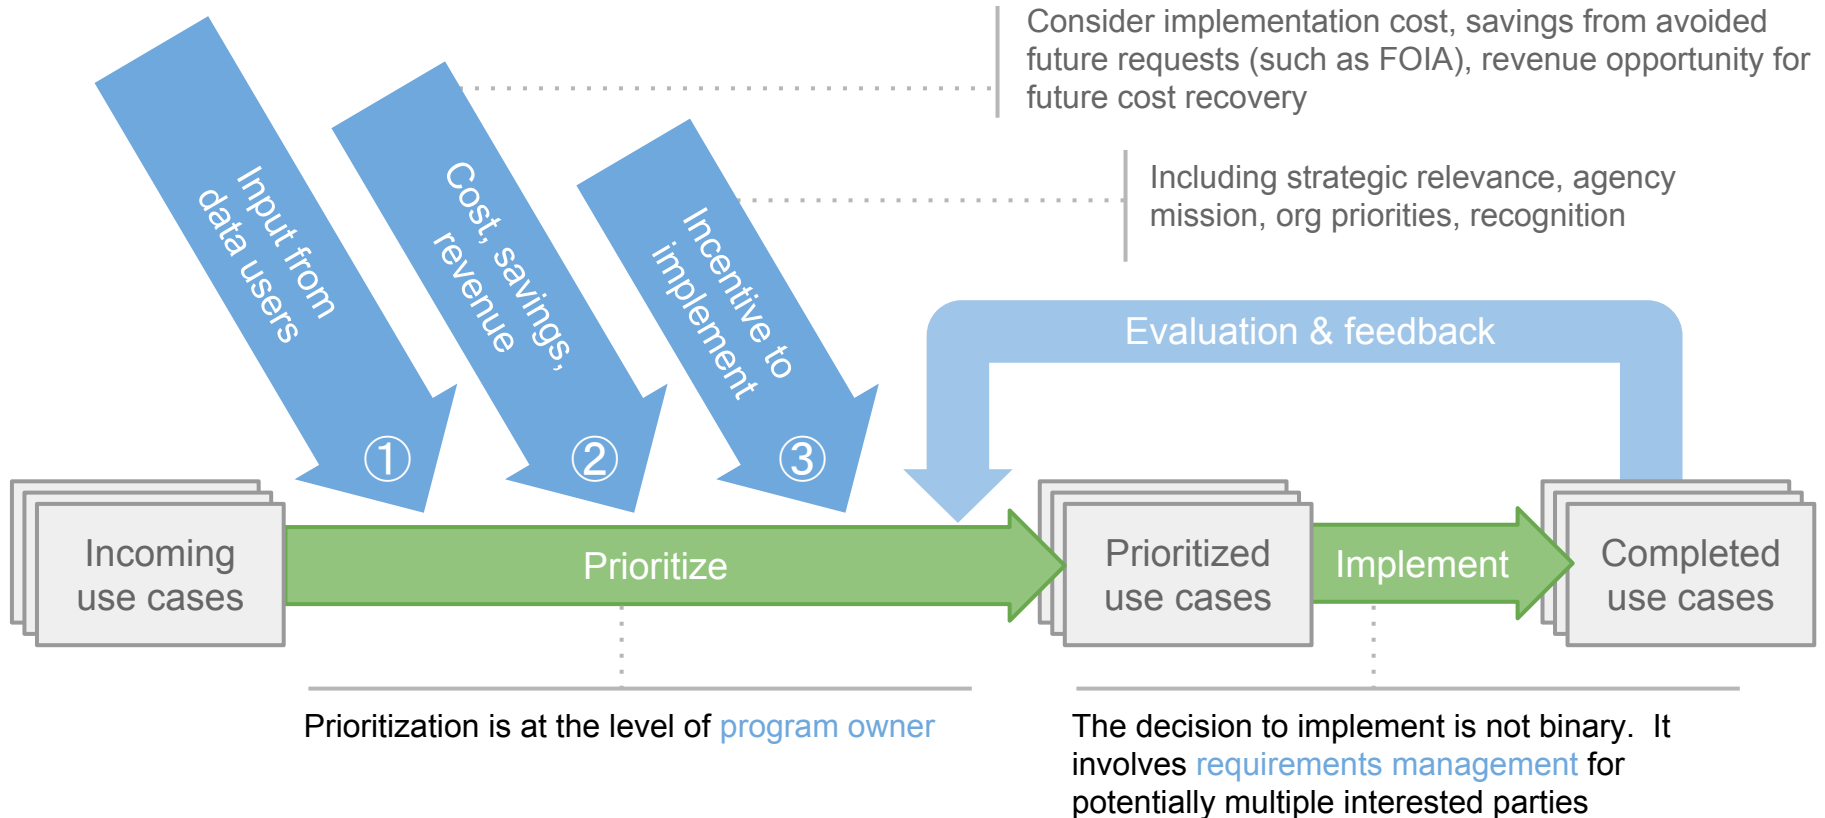 Consider implementation cost, savings from avoided
future requests (such as FOIA), revenue opportunity for
future cost recovery
Including strategic relevance, agency
mission, org priorities, recognition
Input from
data users
①
Cost, savings,
revenue
②
Incentive to
implement
③
Evaluation & feedback
Incoming
use cases
Prioritize
Prioritized
use cases
Implement
Completed
use cases
Prioritization is at the level of program owner
The decision to implement is not binary.  It
involves requirements management for
potentially multiple interested parties